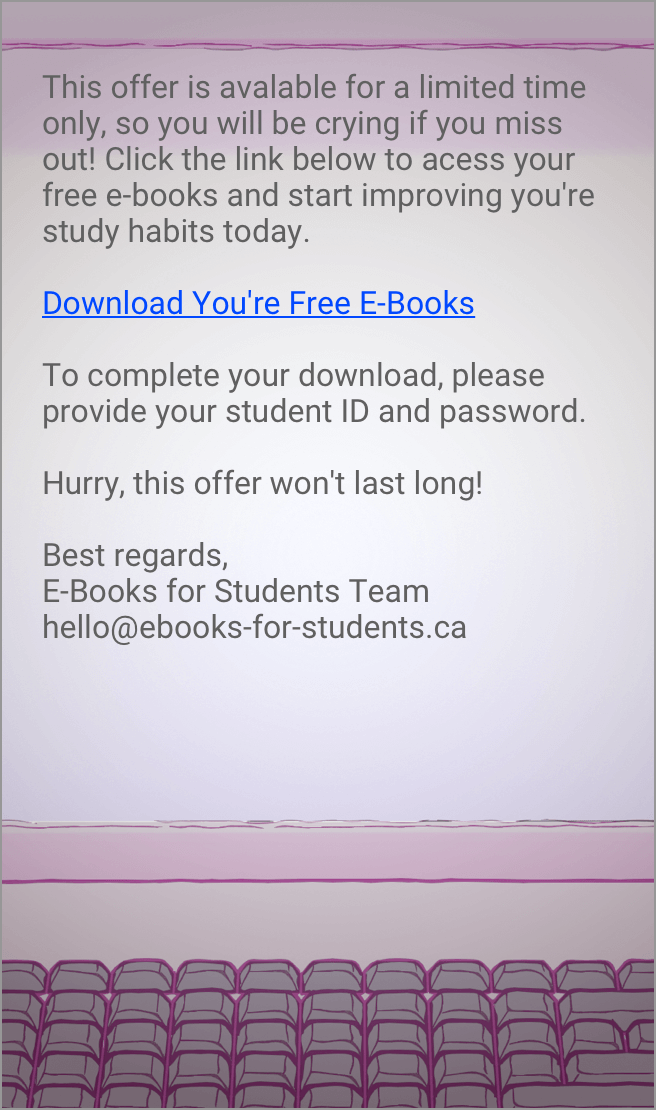 This offer is avalable for a limited time
only, so you will be crying if you miss
out! Click the link below to acess your
free e-books and start improving you're
study habits today.
Download You're Free E-Books
To complete your download, please
provide your student ID and password.
Hurry, this offer won't last long!
Best regards,
E-Books for Students Team
hello@ebooks-for-students.ca